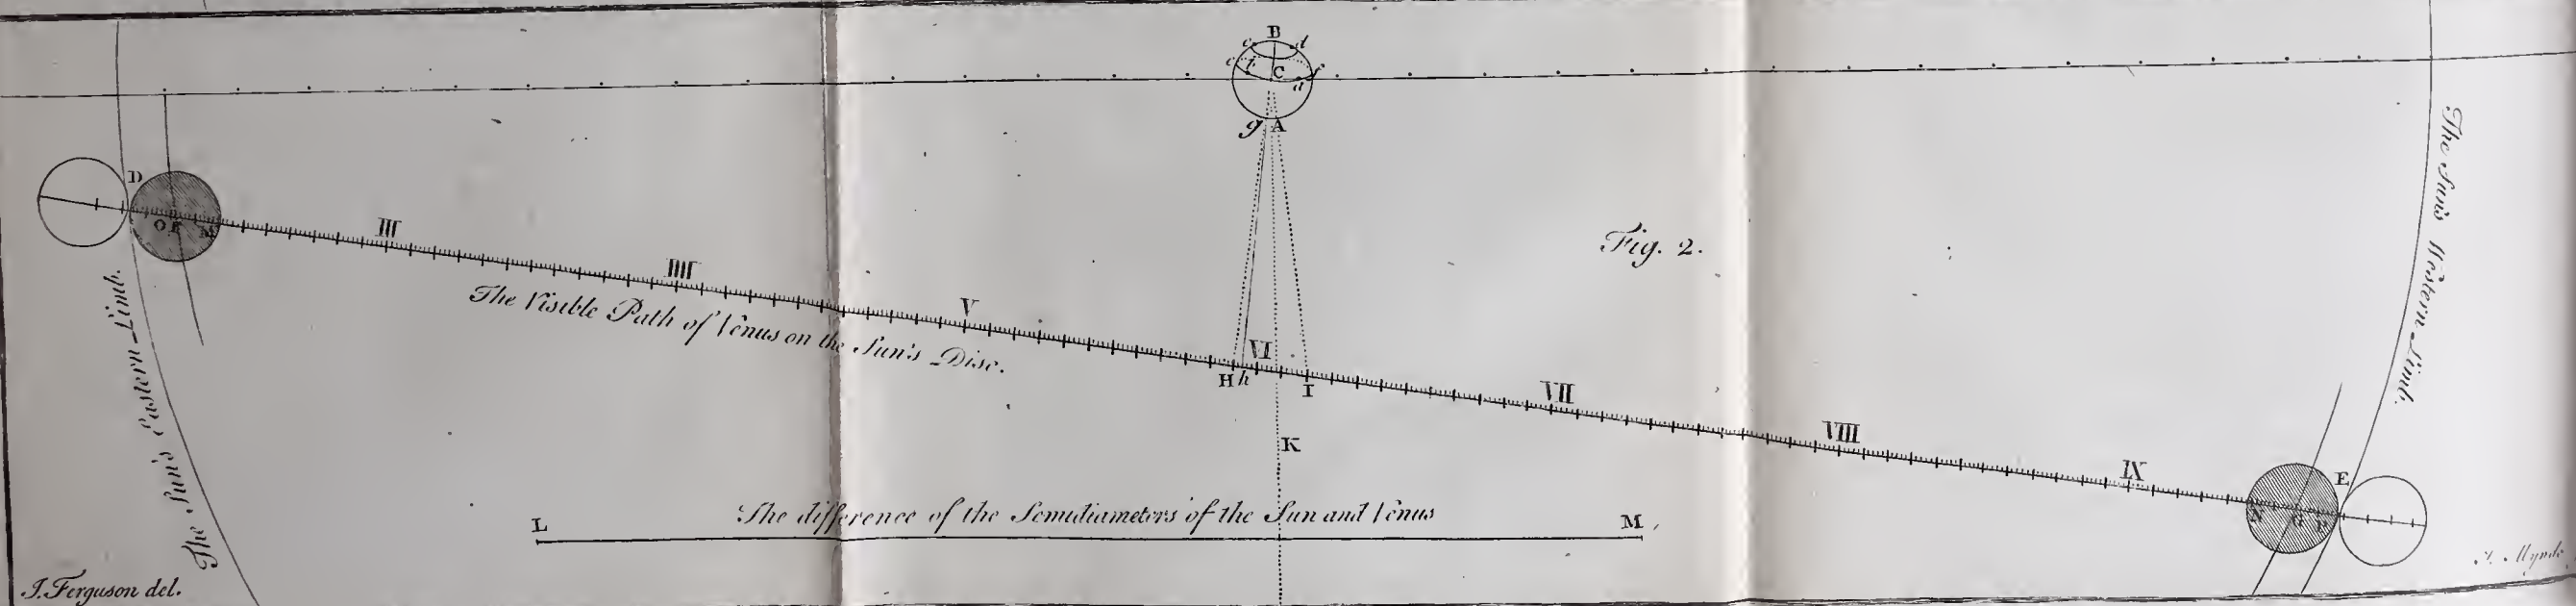 B
c d
e b C f
a
g A
D
O F M
The Sun's Eastern Limb.
The Sun's Western Limb.
III
IIII
V
VI
VII
VIII
IX
The Visible Path of Venus on the Sun's Disc.
Fig. 2.
H h I
K
E
N G P
The difference of the Semidiameters of the Sun and Venus
L M
J. Ferguson del.
J. Mynde